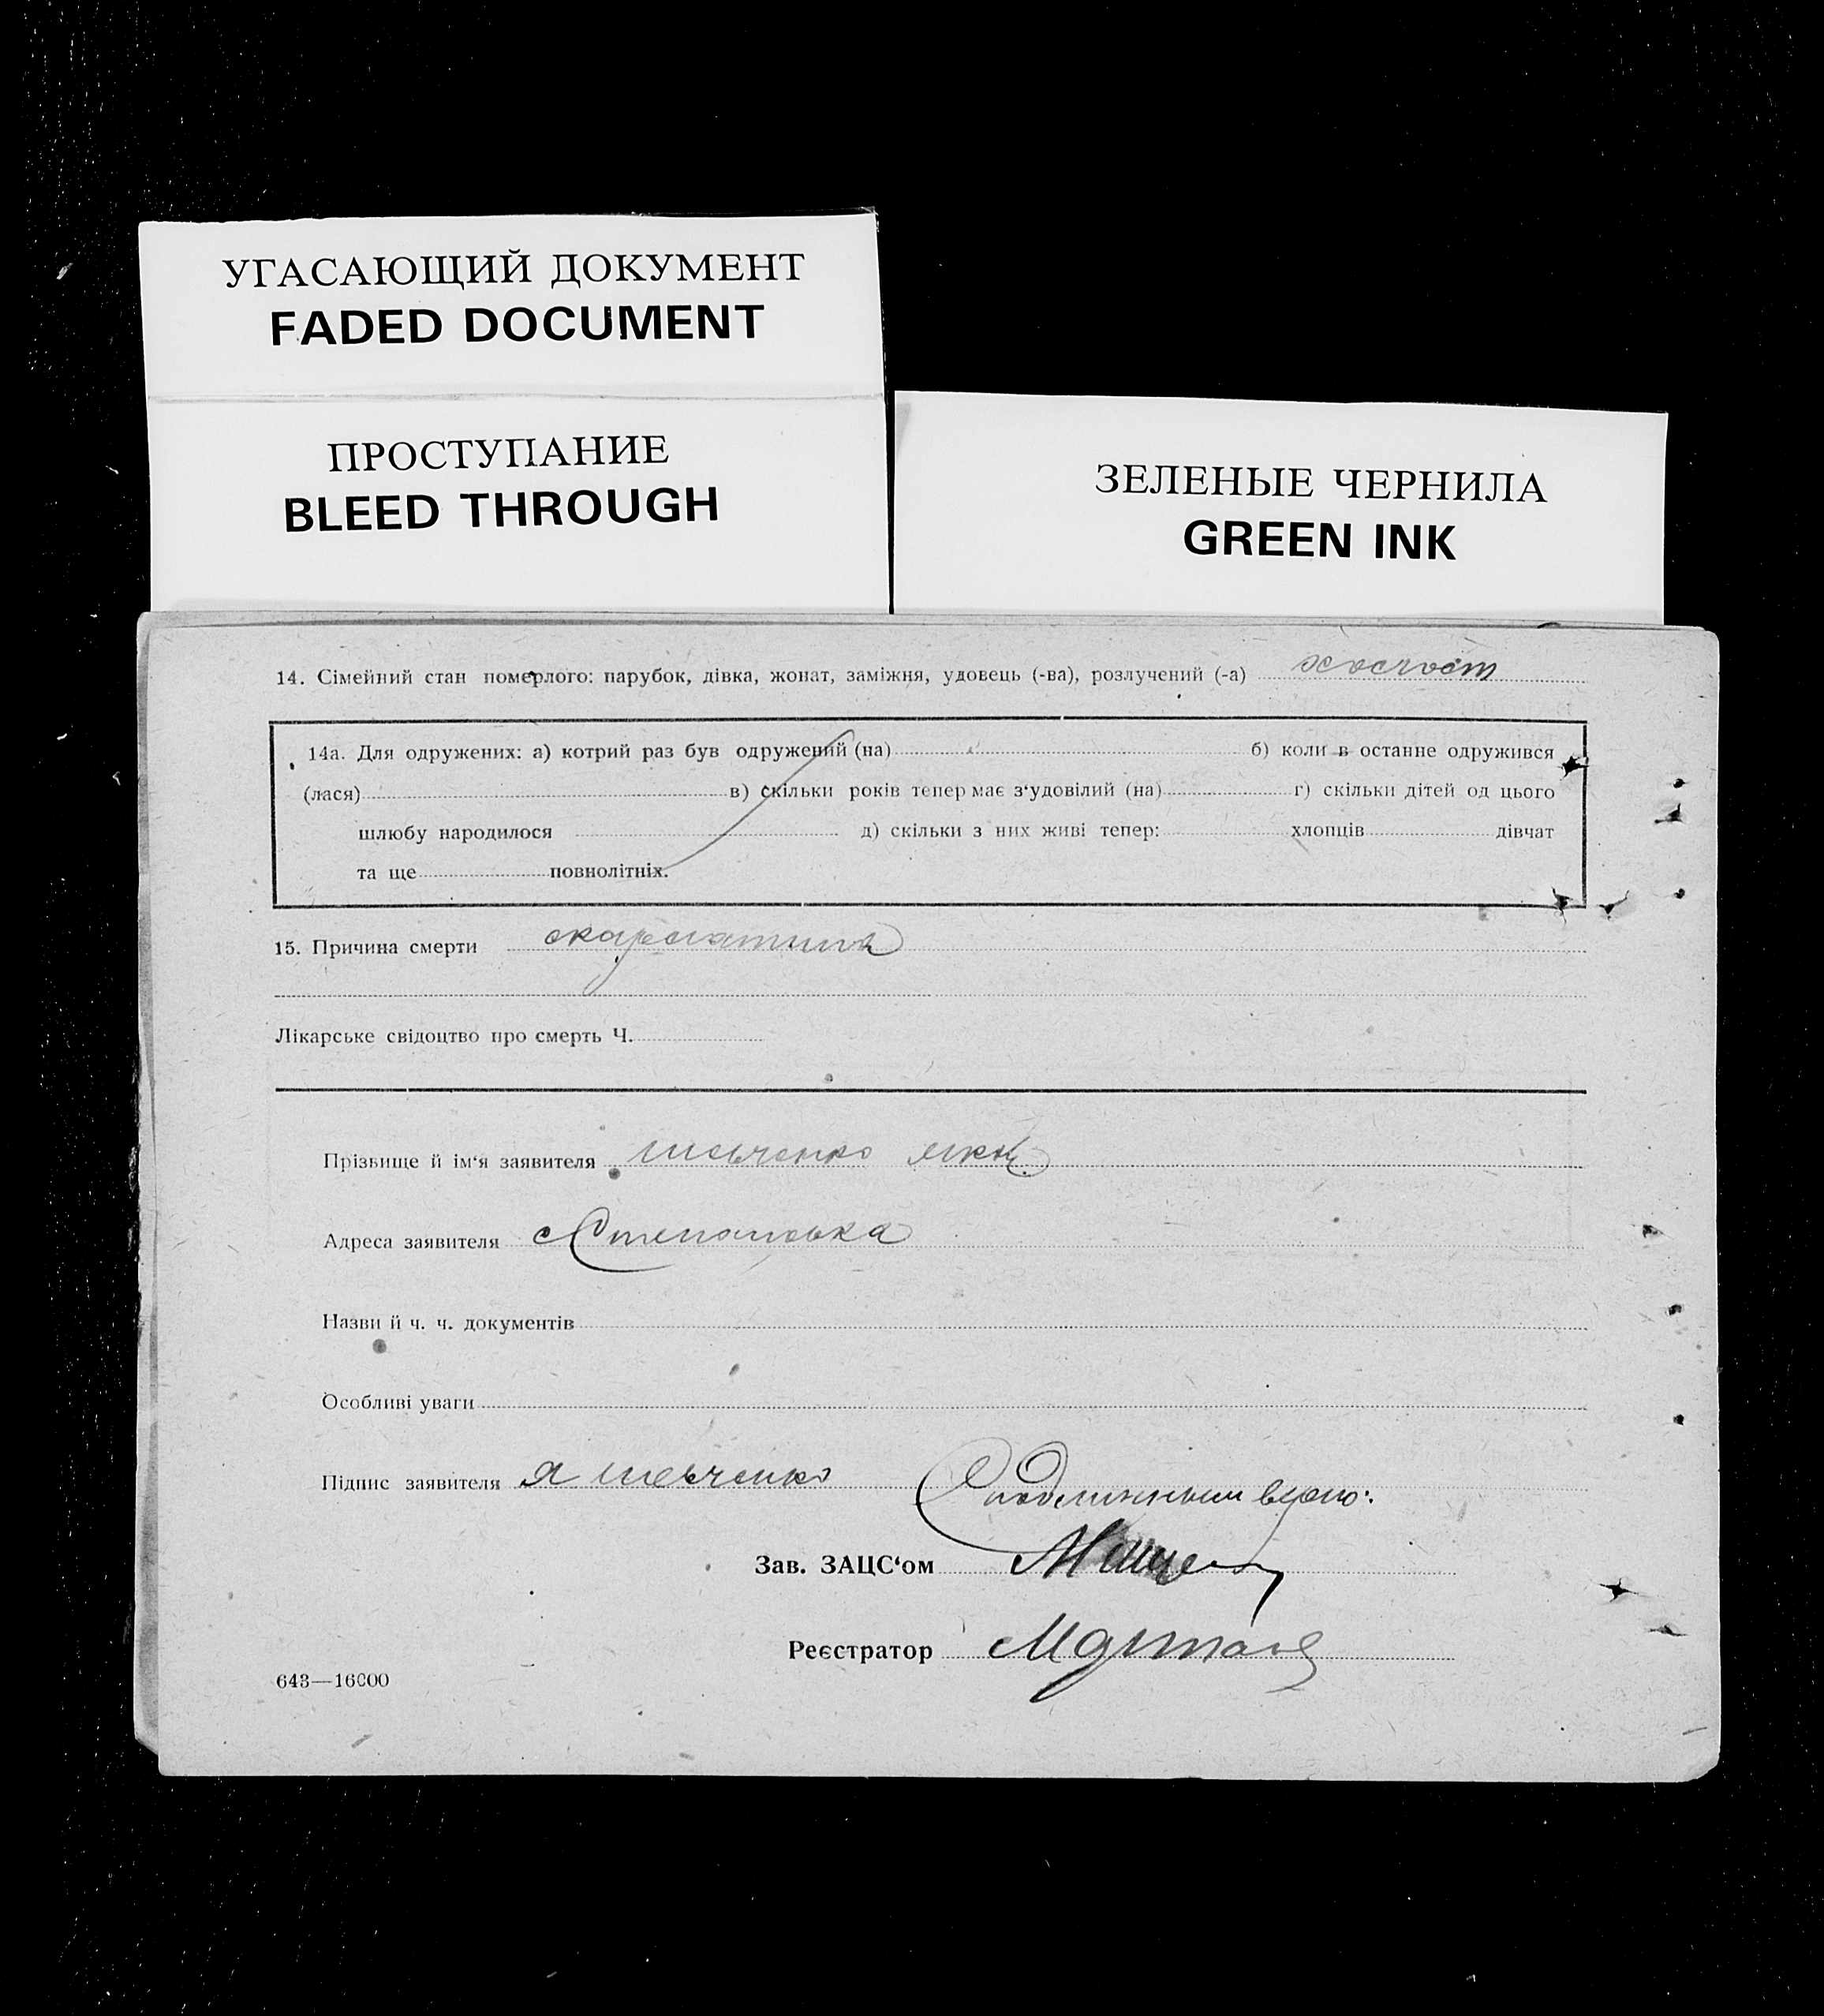 УГАСАЮЩИЙ ДОКУМЕНТ
FADED DOCUMENT
ПРОСТУПАНИЕ
BLEED THROUGH
ЗЕЛЕНЫЕ ЧЕРНИЛА
GREEN INK
14. Сімейний стан померлого: парубок, дівка, жонат, заміжня, удовець (-ва), розлучений (-а) холост
14а. Для одружених: а) котрий раз був одружений (на) б) коли в останне одружився
(лася) в) скільки років тепер має з‘удовілий (на) г) скільки дітей од цього
шлюбу народилося д) скільки з них живі тепер: хлопців дівчат
та ще повнолітніх.
15. Причина смерти скарлатина
Лікарське свідоцтво про смерть Ч.
Прізвище й ім‘я заявителя Шевченко
Адреса заявителя
Назви й ч. ч. документів
Особливі уваги
Підпис заявителя Я Шевченко
С подлинным верно:
Зав. ЗАЦС‘ом
Реєстратор
643—16000